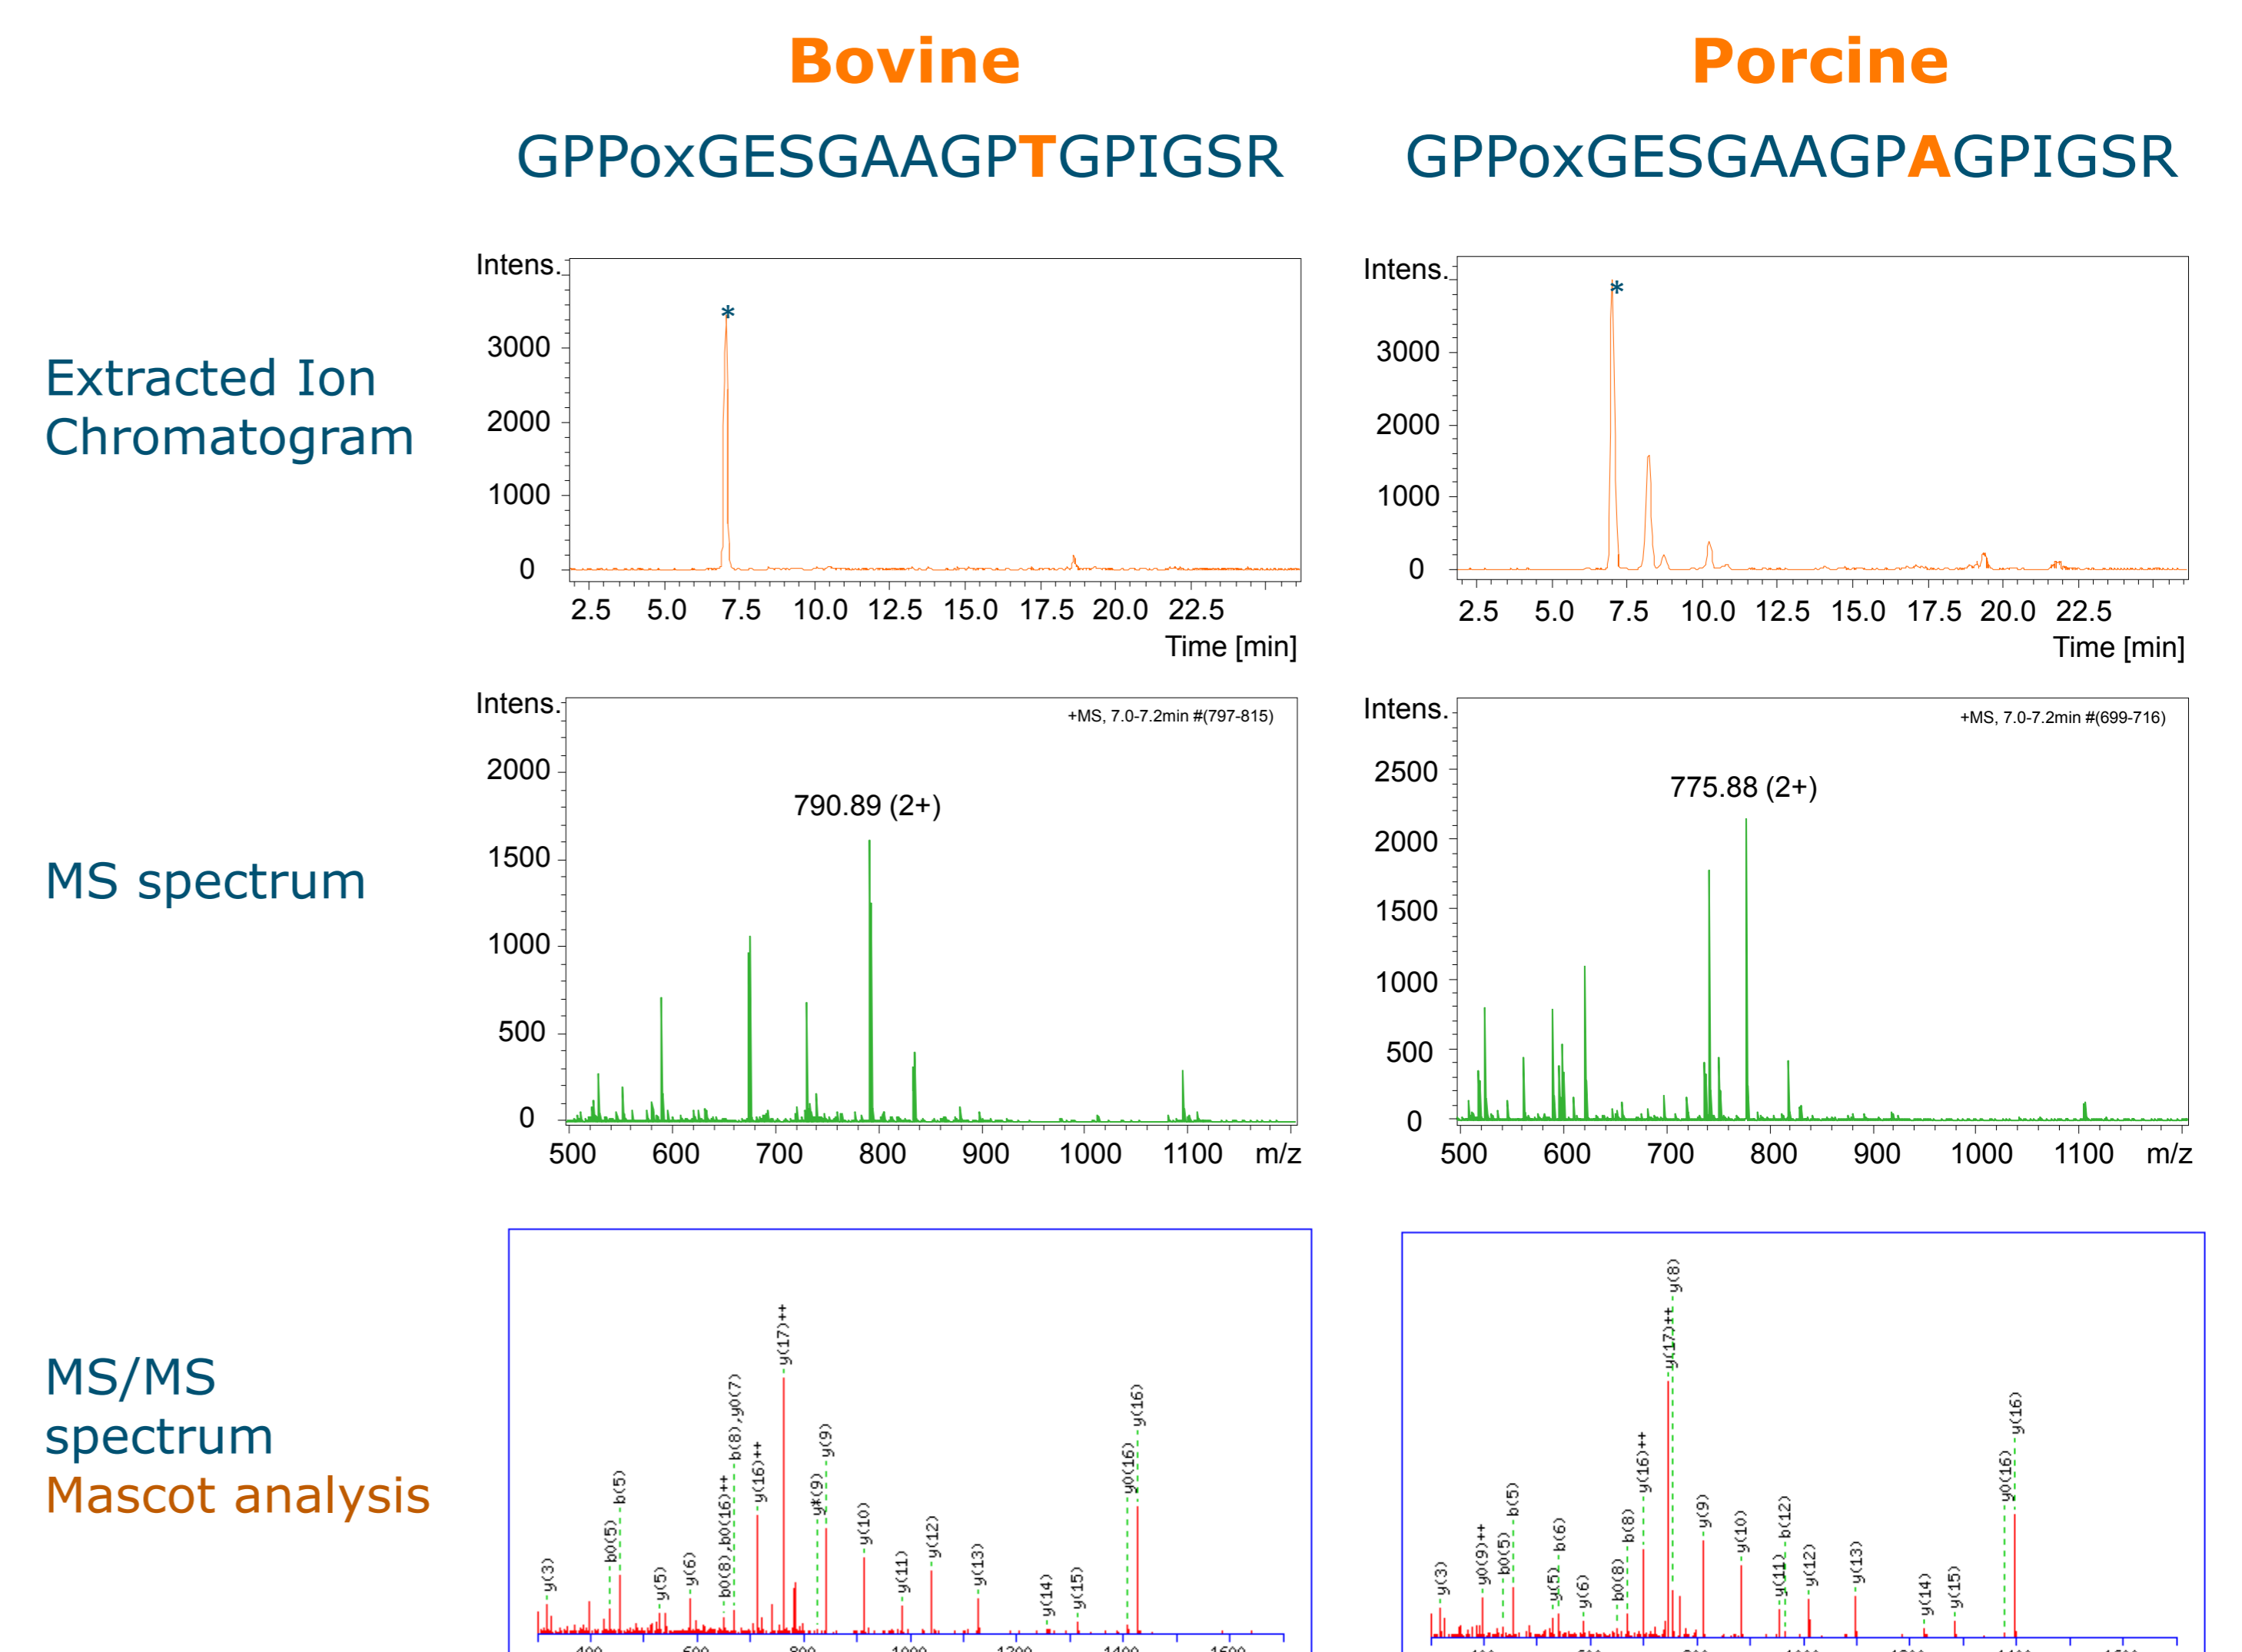 Bovine
GPPoxGESGAAGPTGPIGSR
Porcine
GPPoxGESGAAGPAGPIGSR
Extracted Ion
Chromatogram
Intens.
*
3000
2000
1000
0
2.5 5.0 7.5 10.0 12.5 15.0 17.5 20.0 22.5
Time [min]
Intens.
*
3000
2000
1000
0
2.5 5.0 7.5 10.0 12.5 15.0 17.5 20.0 22.5
Time [min]
MS spectrum
Intens.
+MS, 7.0-7.2min #(797-815)
790.89 (2+)
2000
1500
1000
500
0
500 600 700 800 900 1000 1100 m/z
Intens.
+MS, 7.0-7.2min #(699-716)
775.88 (2+)
2500
2000
1500
1000
500
0
500 600 700 800 900 1000 1100 m/z
MS/MS
spectrum
Mascot analysis
y(3)
b0(5)
b(5)
y(5)
y(6)
b0(8),b0(16)++
b(8),y0(7)
y(16)++
y(17)++
y*(9)
y(9)
y(10)
y(11)
y(12)
y(13)
y(14)
y(15)
y0(16)
y(16)
y(3)
y0(9)++
b0(5)
b(5)
y(5)
b(6)
y(6)
b0(8)
b(8)
y(16)++
y(17)++
y(8)
y(9)
y(10)
y(11)
b(12)
y(12)
y(13)
y(14)
y(15)
y0(16)
y(16)